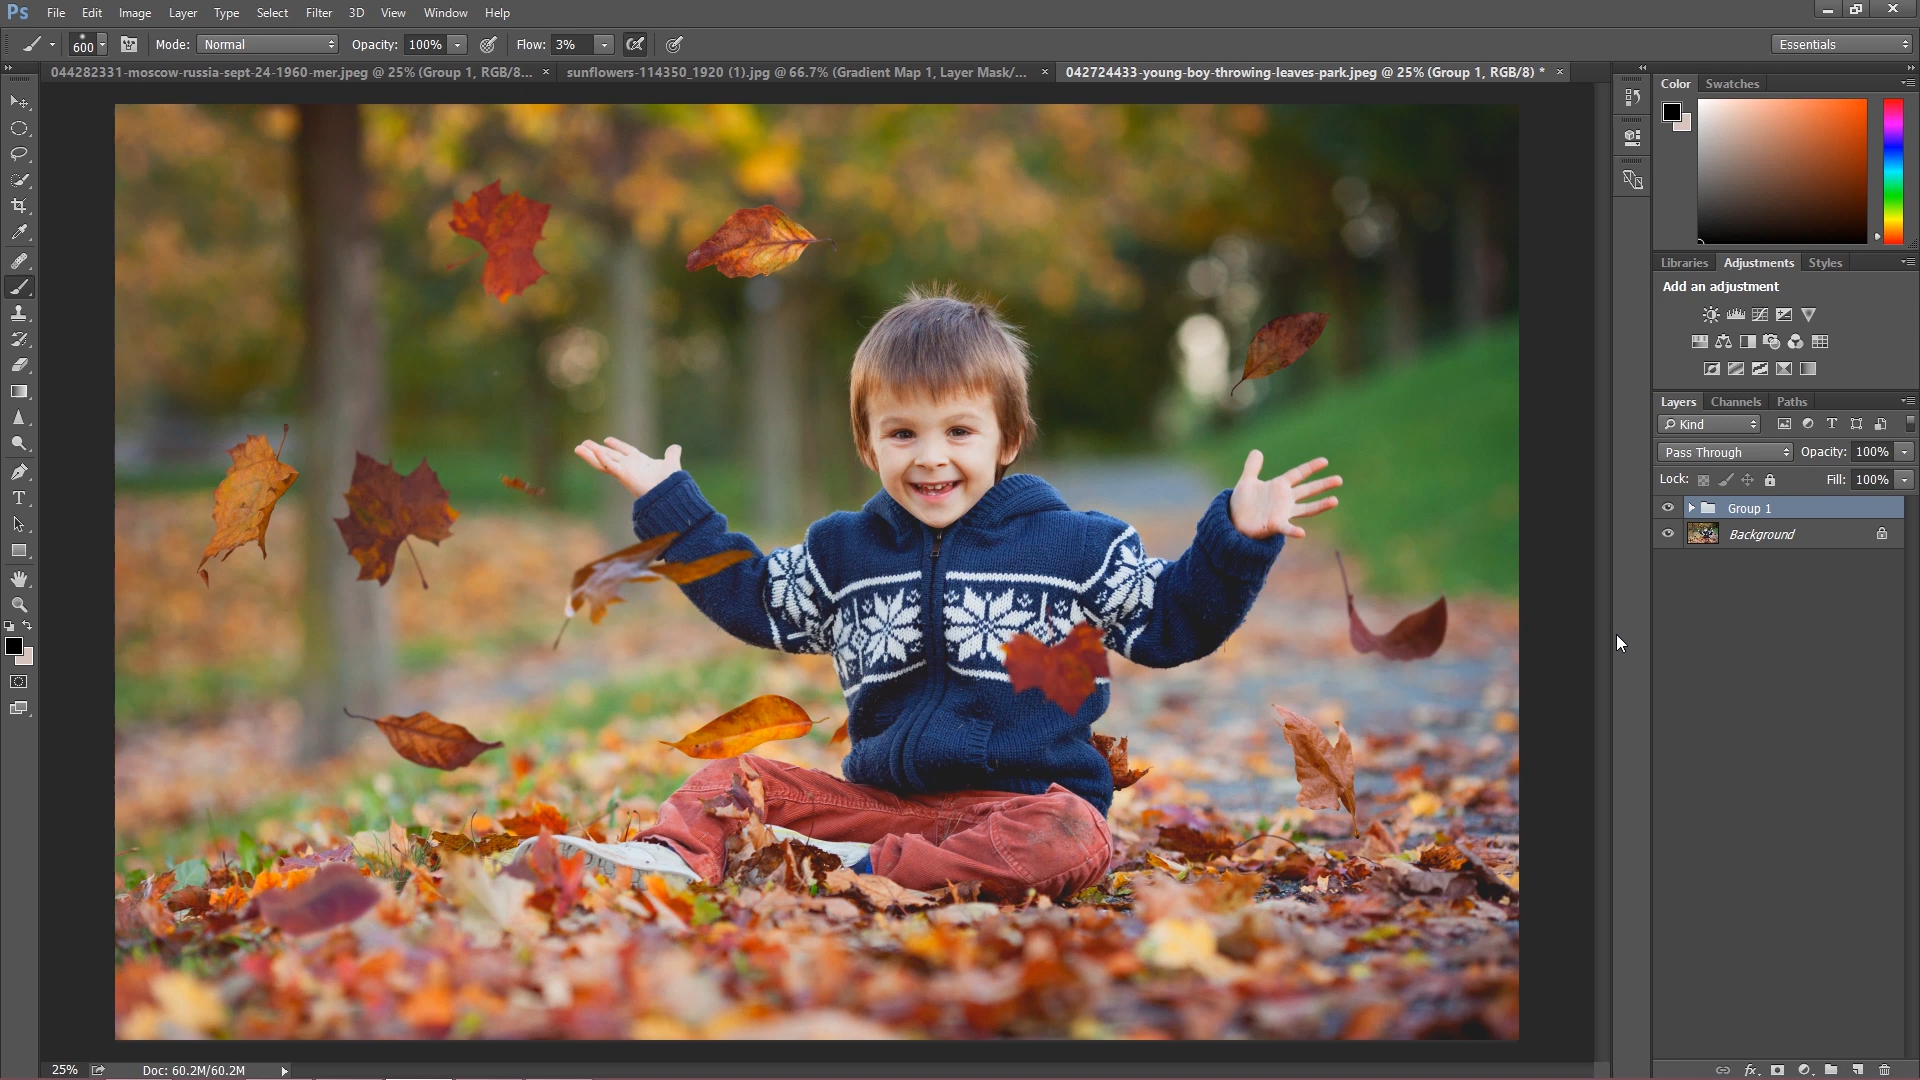 Ps File Edit Image Layer Type Select Filter 3D View Window Help
600 Mode: Normal Opacity: 100% Flow: 3% Essentials
044282331-moscow-russia-sept-24-1960-mer.jpeg @ 25% (Group 1, RGB/8... × sunflowers-114350_1920 (1).jpg @ 66.7% (Gradient Map 1, Layer Mask/... × 042724433-young-boy-throwing-leaves-park.jpeg @ 25% (Group 1, RGB/8) * ×
Color Swatches
Libraries Adjustments Styles
Add an adjustment
Layers Channels Paths
Kind
Pass Through Opacity: 100%
Lock: Fill: 100%
Group 1
Background
25% Doc: 60.2M/60.2M